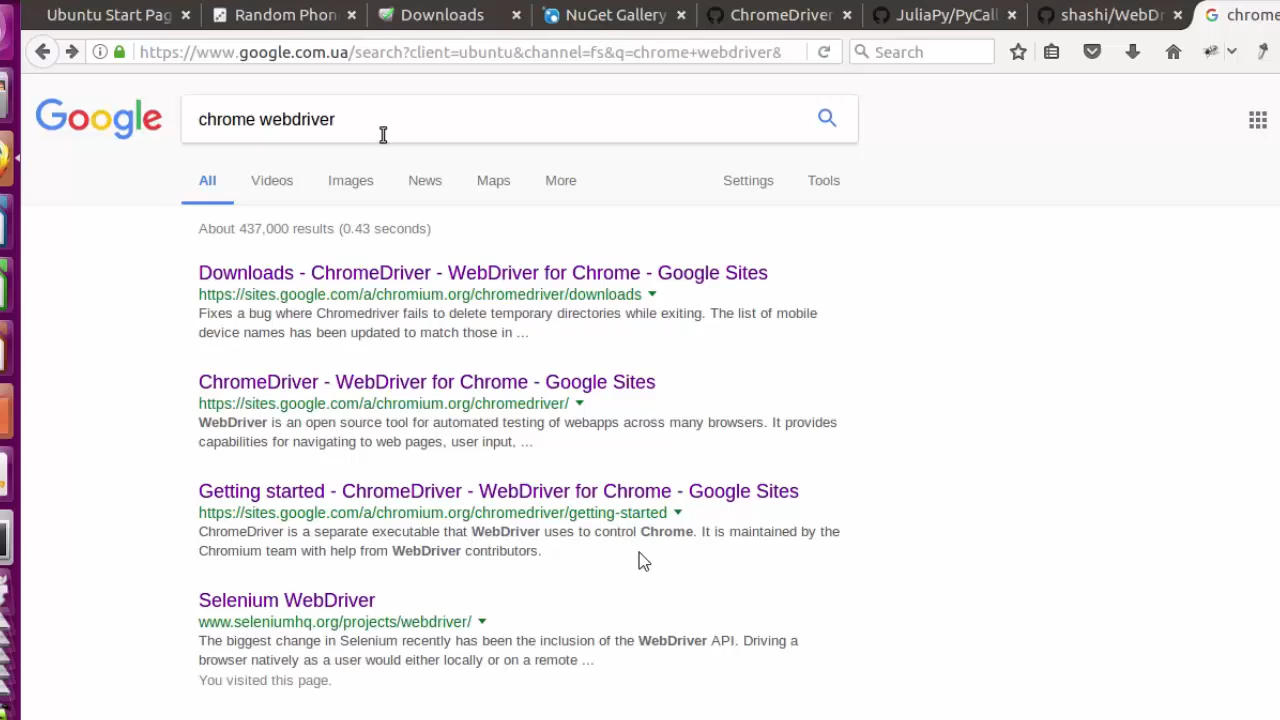 Ubuntu Start Pag
Random Phon
Downloads
NuGet Gallery
ChromeDriver
JuliaPy/PyCall
shashi/WebDr
chrome
https://www.google.com.ua/search?client=ubuntu&channel=fs&q=chrome+webdriver&
Search
Google
chrome webdriver
All
Videos
Images
News
Maps
More
Settings
Tools
About 437,000 results (0.43 seconds)
Downloads - ChromeDriver - WebDriver for Chrome - Google Sites
https://sites.google.com/a/chromium.org/chromedriver/downloads
Fixes a bug where Chromedriver fails to delete temporary directories while exiting. The list of mobile
device names has been updated to match those in ...
ChromeDriver - WebDriver for Chrome - Google Sites
https://sites.google.com/a/chromium.org/chromedriver/
WebDriver is an open source tool for automated testing of webapps across many browsers. It provides
capabilities for navigating to web pages, user input, ...
Getting started - ChromeDriver - WebDriver for Chrome - Google Sites
https://sites.google.com/a/chromium.org/chromedriver/getting-started
ChromeDriver is a separate executable that WebDriver uses to control Chrome. It is maintained by the
Chromium team with help from WebDriver contributors.
Selenium WebDriver
www.seleniumhq.org/projects/webdriver/
The biggest change in Selenium recently has been the inclusion of the WebDriver API. Driving a
browser natively as a user would either locally or on a remote ...
You visited this page.